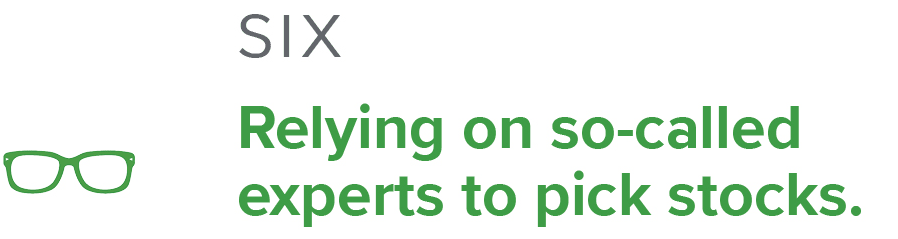 SIX
Relying on so-called
experts to pick stocks.